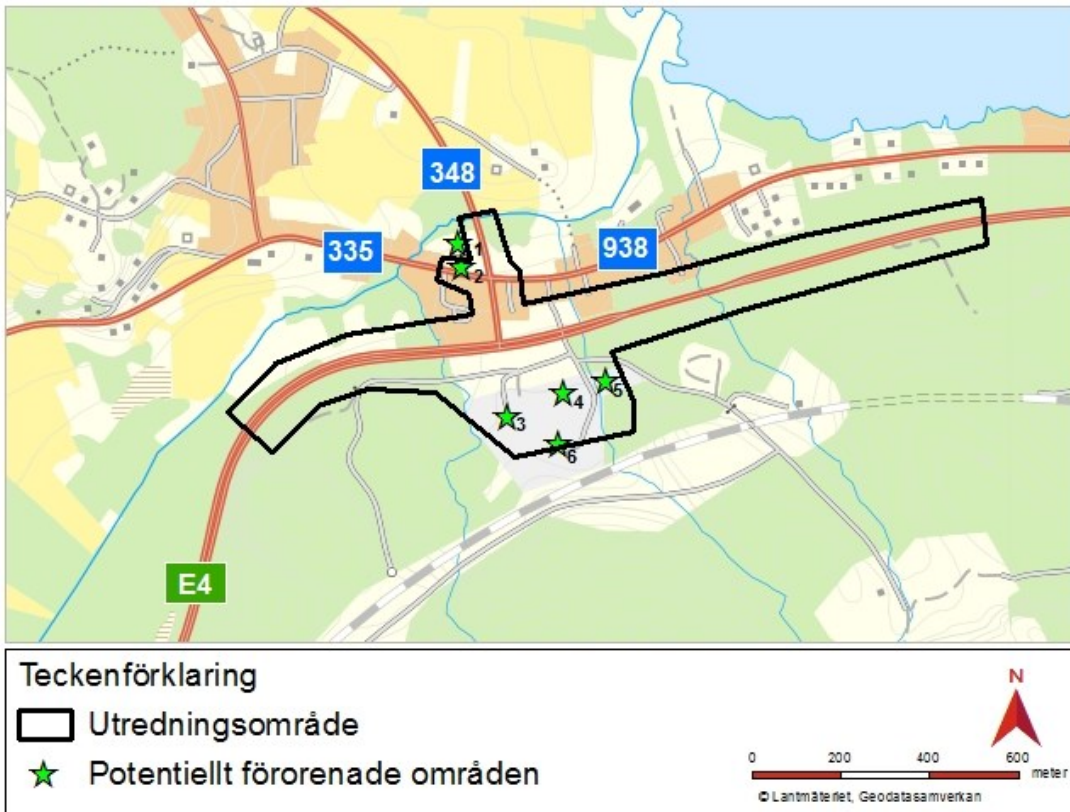 348
335
938
1
2
3
4
5
6
E4
Teckenförklaring
Utredningsområde
Potentiellt förorenade områden
N
0 200 400 600
meter
© Lantmäteriet, Geodatasamverkan